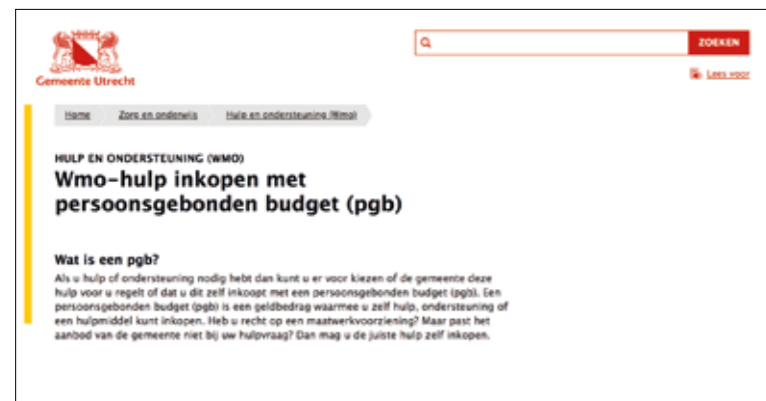 ZOEKEN
Gemeente Utrecht
Lees voor
Home Zorg en onderwijs Hulp en ondersteuning (Wmo)
HULP EN ONDERSTEUNING (WMO)
Wmo-hulp inkopen met
persoonsgebonden budget (pgb)
Wat is een pgb?
Als u hulp of ondersteuning nodig hebt dan kunt u er voor kiezen of de gemeente deze
hulp voor u regelt of dat u dit zelf inkoopt met een persoonsgebonden budget (pgb). Een
persoonsgebonden budget (pgb) is een geldbedrag waarmee u zelf hulp, ondersteuning of
een hulpmiddel kunt inkopen. Heb u recht op een maatwerkvoorziening? Maar past het
aanbod van de gemeente niet bij uw hulpvraag? Dan mag u de juiste hulp zelf inkopen.